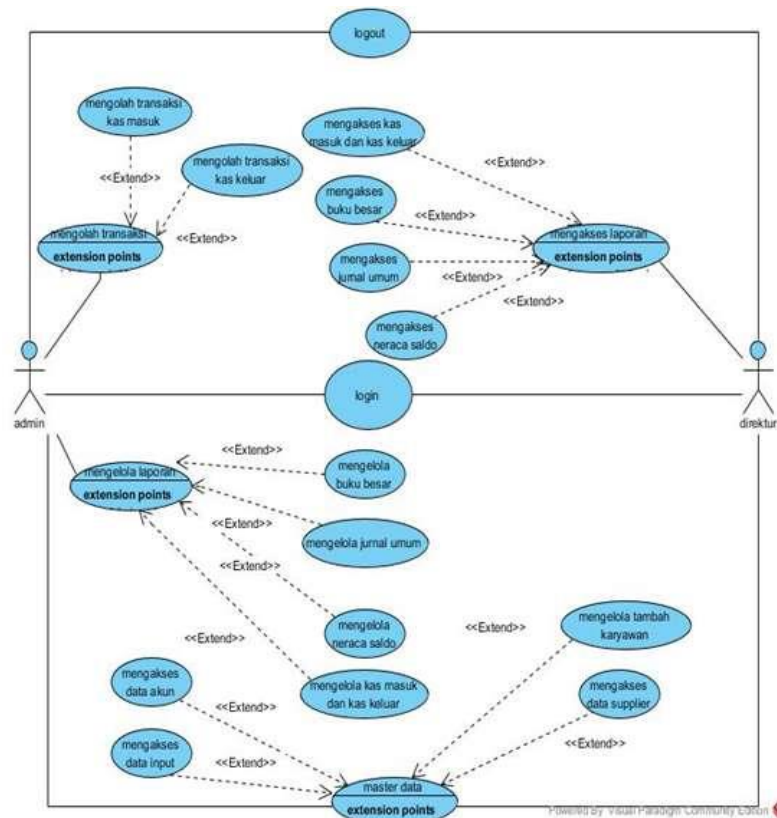 logout
mengolah transaksi
kas masuk
mengakses kas
masuk dan kas keluar
<<Extend>>
<<Extend>>
mengolah transaksi
kas keluar
mengakses
buku besar
<<Extend>>
mengolah transaksi
extension points
<<Extend>>
mengakses laporan
extension points
mengakses
jurnal umum
<<Extend>>
<<Extend>>
mengakses
neraca saldo
login
admin
direktur
<<Extend>>
mengelola laporan
extension points
mengelola
buku besar
<<Extend>>
mengelola jurnal umum
<<Extend>>
mengelola tambah
karyawan
<<Extend>>
mengelola
neraca saldo
<<Extend>>
mengakses
data akun
mengelola kas masuk
dan kas keluar
mengakses
data supplier
<<Extend>>
mengakses
data input
<<Extend>>
<<Extend>>
master data
extension points
Powered By Visual Paradigm Community Edition